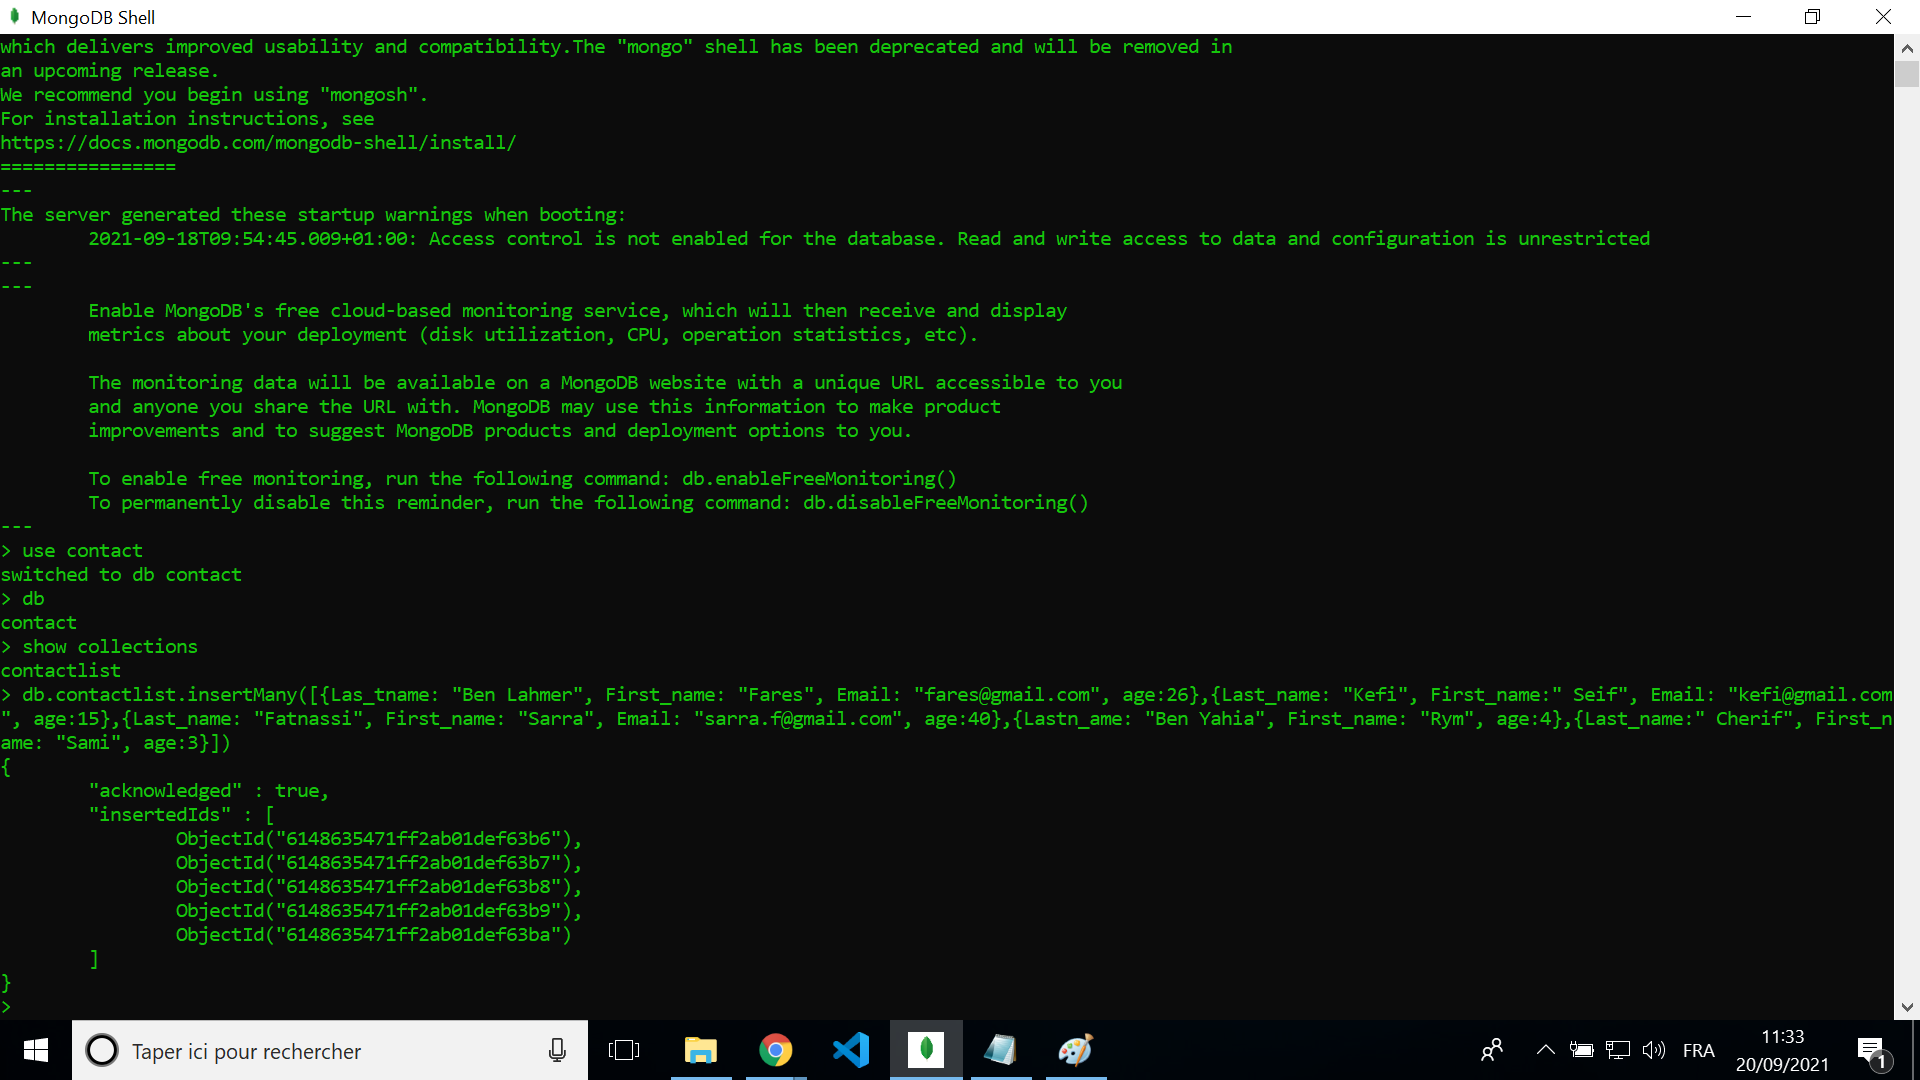 MongoDB Shell
which delivers improved usability and compatibility.The "mongo" shell has been deprecated and will be removed in
an upcoming release.
We recommend you begin using "mongosh".
For installation instructions, see
https://docs.mongodb.com/mongodb-shell/install/
================
---
The server generated these startup warnings when booting:
        2021-09-18T09:54:45.009+01:00: Access control is not enabled for the database. Read and write access to data and configuration is unrestricted
---
---
        Enable MongoDB's free cloud-based monitoring service, which will then receive and display
        metrics about your deployment (disk utilization, CPU, operation statistics, etc).

        The monitoring data will be available on a MongoDB website with a unique URL accessible to you
        and anyone you share the URL with. MongoDB may use this information to make product
        improvements and to suggest MongoDB products and deployment options to you.

        To enable free monitoring, run the following command: db.enableFreeMonitoring()
        To permanently disable this reminder, run the following command: db.disableFreeMonitoring()
---
> use contact
switched to db contact
> db
contact
> show collections
contactlist
> db.contactlist.insertMany([{Las_tname: "Ben Lahmer", First_name: "Fares", Email: "fares@gmail.com", age:26},{Last_name: "Kefi", First_name:" Seif", Email: "kefi@gmail.com
", age:15},{Last_name: "Fatnassi", First_name: "Sarra", Email: "sarra.f@gmail.com", age:40},{Lastn_ame: "Ben Yahia", First_name: "Rym", age:4},{Last_name:" Cherif", First_n
ame: "Sami", age:3}])
{
        "acknowledged" : true,
        "insertedIds" : [
                ObjectId("6148635471ff2ab01def63b6"),
                ObjectId("6148635471ff2ab01def63b7"),
                ObjectId("6148635471ff2ab01def63b8"),
                ObjectId("6148635471ff2ab01def63b9"),
                ObjectId("6148635471ff2ab01def63ba")
        ]
}
>
Taper ici pour rechercher
FRA
11:33
20/09/2021
1